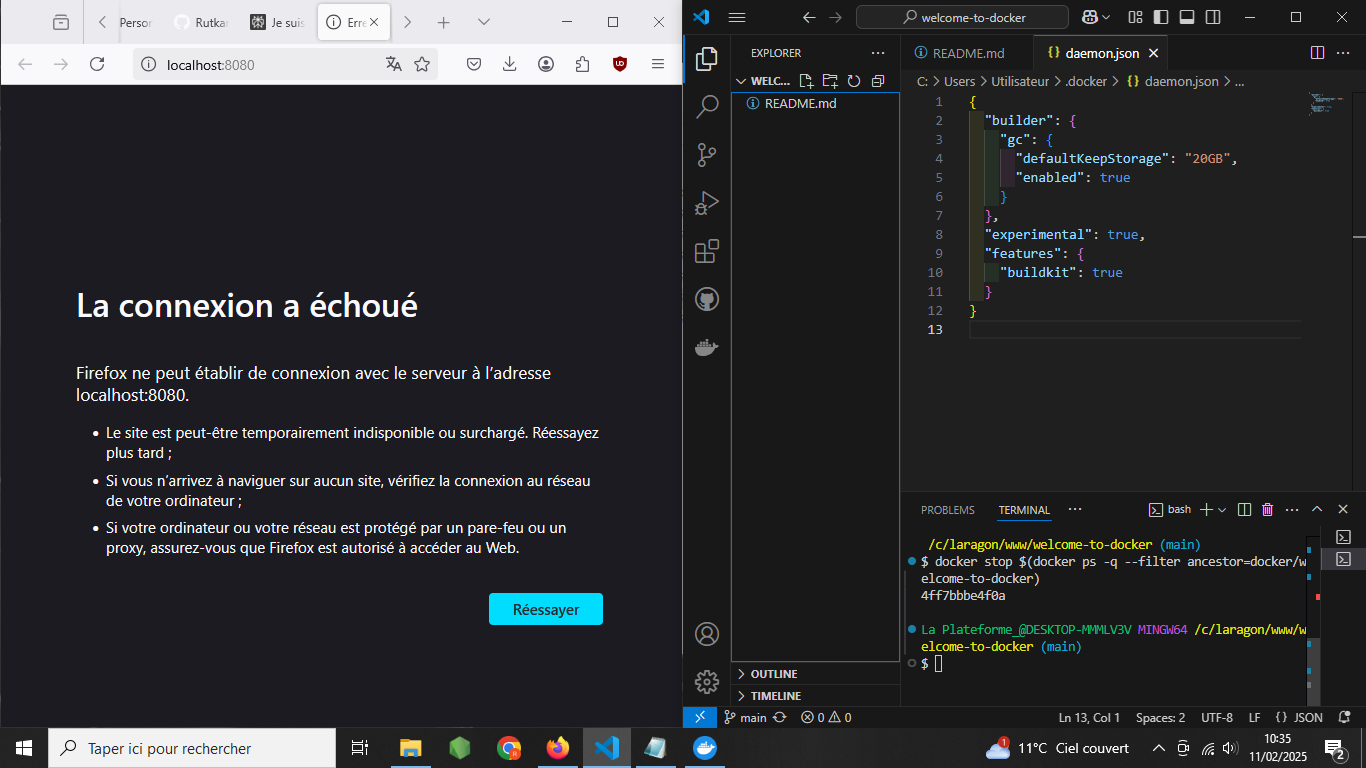 Person
Rutkar
Je suis
Erre
localhost:8080
La connexion a échoué
Firefox ne peut établir de connexion avec le serveur à l'adresse
localhost:8080.
Le site est peut-être temporairement indisponible ou surchargé. Réessayez
plus tard ;
Si vous n'arrivez à naviguer sur aucun site, vérifiez la connexion au réseau
de votre ordinateur ;
Si votre ordinateur ou votre réseau est protégé par un pare-feu ou un
proxy, assurez-vous que Firefox est autorisé à accéder au Web.
Réessayer
welcome-to-docker
EXPLORER
WELC...
README.md
OUTLINE
TIMELINE
README.md
daemon.json
C: > Users > Utilisateur > .docker > {} daemon.json > ...
1 {
2 "builder": {
3 "gc": {
4 "defaultKeepStorage": "20GB",
5 "enabled": true
6 }
7 },
8 "experimental": true,
9 "features": {
10 "buildkit": true
11 }
12 }
13
PROBLEMS TERMINAL ...
bash
/c/laragon/www/welcome-to-docker (main)
$ docker stop $(docker ps -q --filter ancestor=docker/w
elcome-to-docker)
4ff7bbbe4f0a
La Plateforme_@DESKTOP-MMMLV3V MINGW64 /c/laragon/www/w
elcome-to-docker (main)
$
main
0 0
Ln 13, Col 1 Spaces: 2 UTF-8 LF {} JSON
Taper ici pour rechercher
1
11°C Ciel couvert
10:35
11/02/2025
2